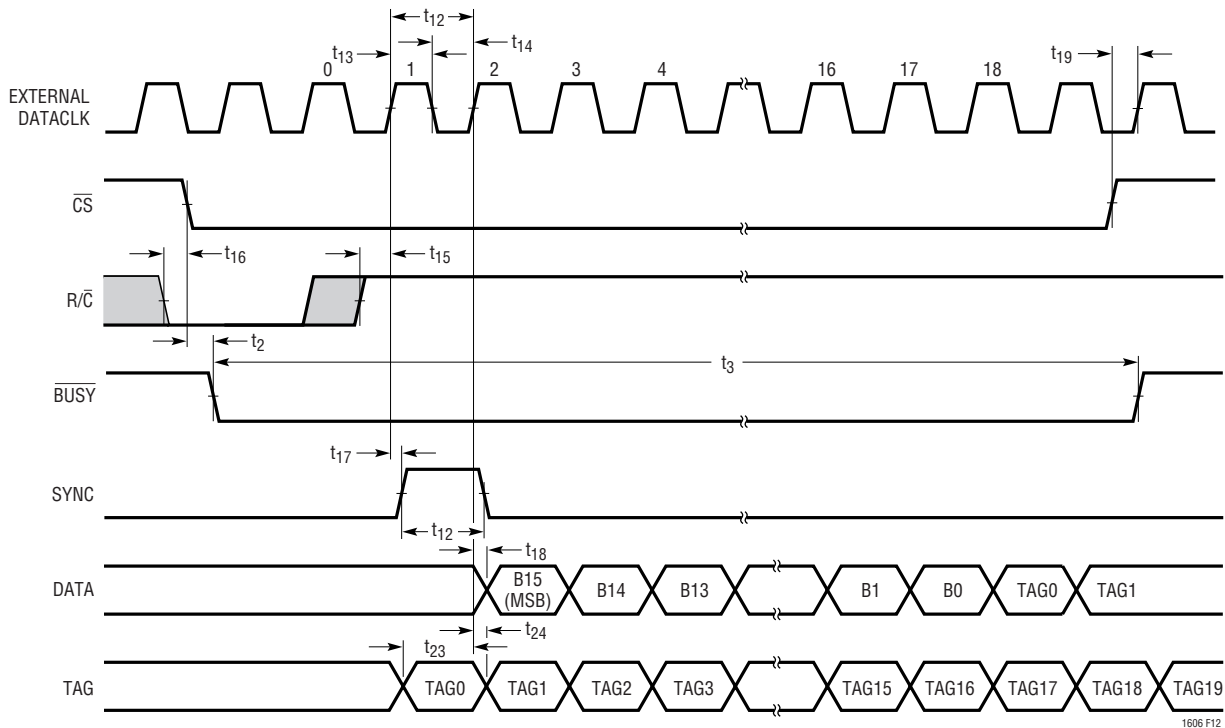 t12
t13
t14
t19
0 1 2 3 4 16 17 18
EXTERNAL
DATACLK
CS
t16
t15
R/C
t2
t3
BUSY
t17
SYNC
t12
t18
DATA
B15
(MSB)
B14 B13 B1 B0 TAG0 TAG1
t24
t23
TAG TAG0 TAG1 TAG2 TAG3 TAG15 TAG16 TAG17 TAG18 TAG19
1606 F12